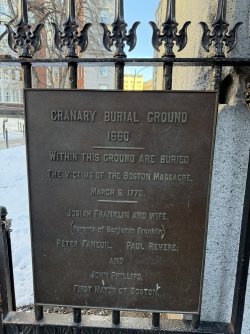 GRANARY BURIAL GROUND
1660
WITHIN THIS GROUND ARE BURIED
THE VICTIMS OF THE BOSTON MASSACRE,
MARCH 5, 1770.
JOSIAH FRANKLIN AND WIFE,
(Parents of Benjamin Franklin)
PETER FANEUIL, PAUL REVERE;
AND
JOHN PHILLIPS,
FIRST MAYOR OF BOSTON.